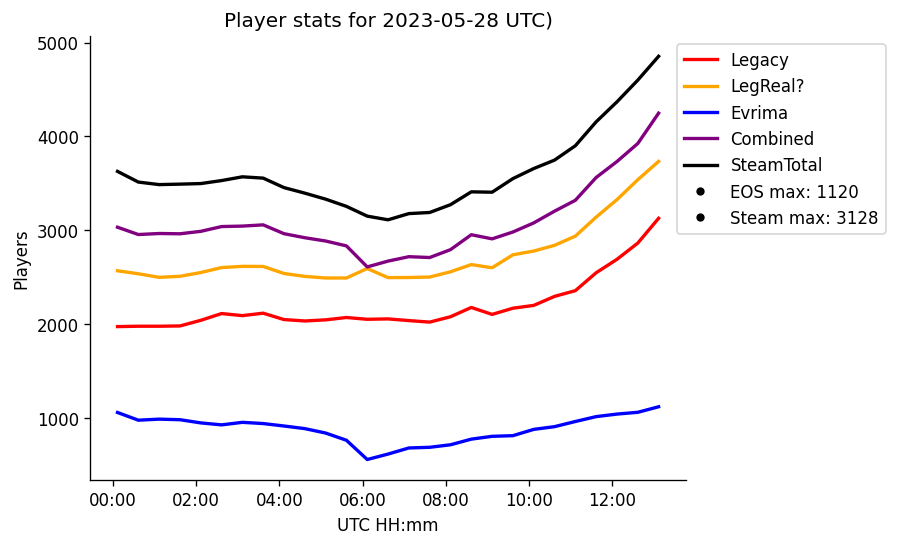 Player stats for 2023-05-28 UTC)
Players
5000
4000
3000
2000
1000
00:00 02:00 04:00 06:00 08:00 10:00 12:00
UTC HH:mm
Legacy
LegReal?
Evrima
Combined
SteamTotal
EOS max: 1120
Steam max: 3128